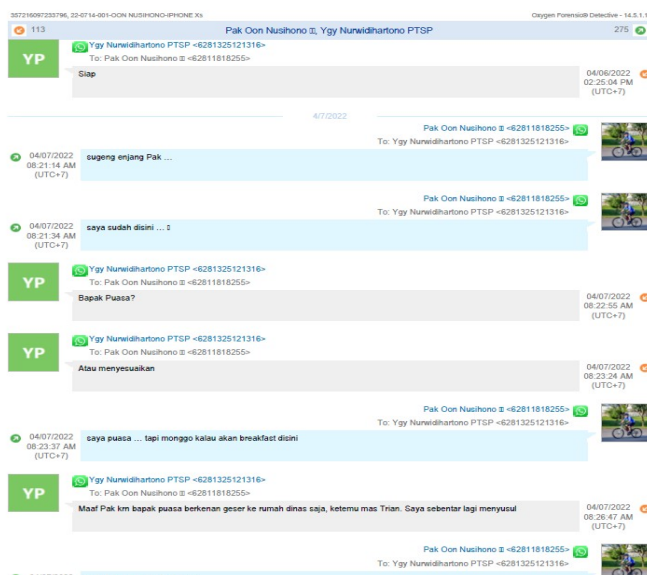 357216097233796, 22-0714-001-OON NUSIHONO-IPHONE Xs
Oxygen Forensic® Detective - 14.5.1.1
113
Pak Oon Nusihono, Ygy Nurwidihartono PTSP
275
YP
Ygy Nurwidihartono PTSP <6281325121316>
To: Pak Oon Nusihono <62811818255>
Siap
04/06/2022
02:25:04 PM
(UTC+7)
4/7/2022
Pak Oon Nusihono <62811818255>
To: Ygy Nurwidihartono PTSP <6281325121316>
04/07/2022
08:21:14 AM
(UTC+7)
sugeng enjang Pak ...
Pak Oon Nusihono <62811818255>
To: Ygy Nurwidihartono PTSP <6281325121316>
04/07/2022
08:21:34 AM
(UTC+7)
saya sudah disini ...
YP
Ygy Nurwidihartono PTSP <6281325121316>
To: Pak Oon Nusihono <62811818255>
Bapak Puasa?
04/07/2022
08:22:55 AM
(UTC+7)
YP
Ygy Nurwidihartono PTSP <6281325121316>
To: Pak Oon Nusihono <62811818255>
Atau menyesuaikan
04/07/2022
08:23:24 AM
(UTC+7)
Pak Oon Nusihono <62811818255>
To: Ygy Nurwidihartono PTSP <6281325121316>
04/07/2022
08:23:37 AM
(UTC+7)
saya puasa ... tapi monggo kalau akan breakfast disini
YP
Ygy Nurwidihartono PTSP <6281325121316>
To: Pak Oon Nusihono <62811818255>
Maaf Pak krn bapak puasa berkenan geser ke rumah dinas saja, ketemu mas Trian. Saya sebentar lagi menyusul
04/07/2022
08:26:47 AM
(UTC+7)
Pak Oon Nusihono <62811818255>
To: Ygy Nurwidihartono PTSP <6281325121316>